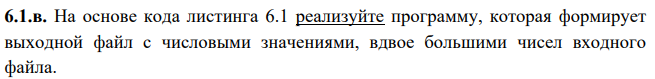 6.1.в. На основе кода листинга 6.1 реализуйте программу, которая формирует
выходной файл с числовыми значениями, вдвое большими чисел входного
файла.